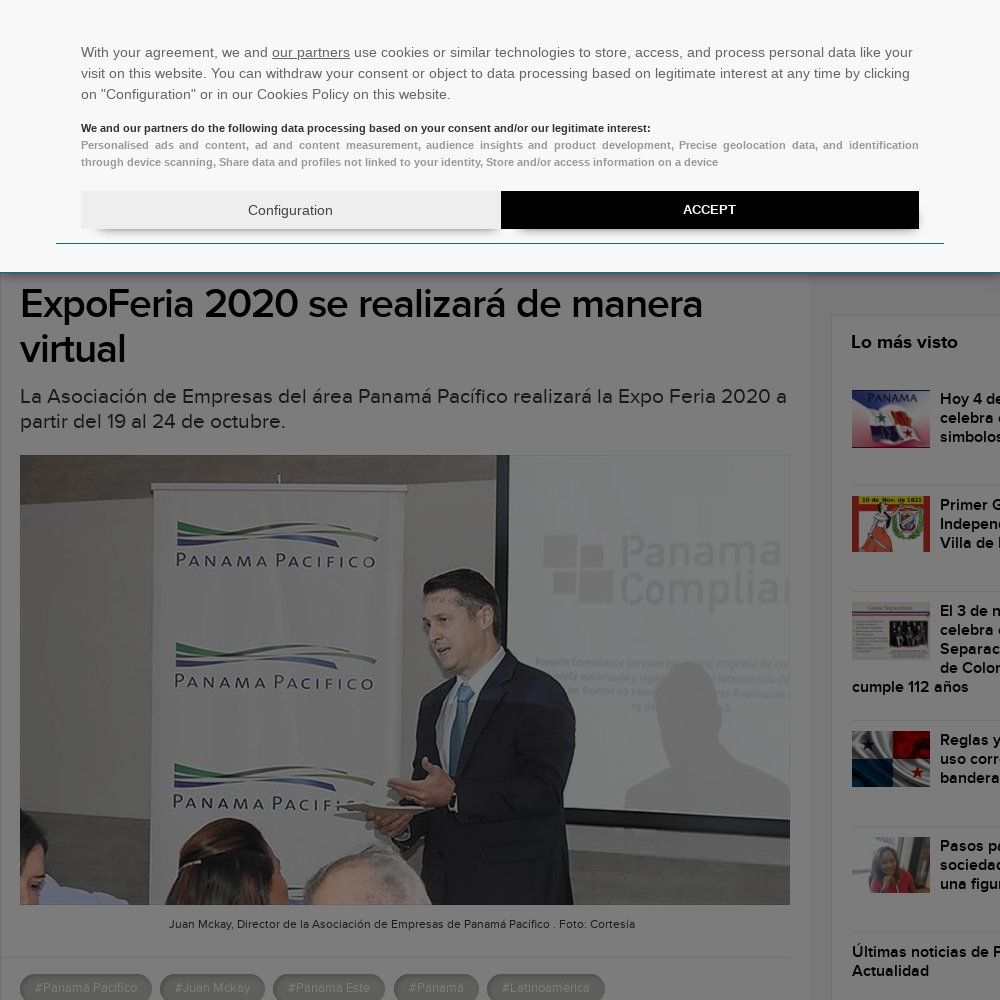 With your agreement, we and our partners use cookies or similar technologies to store, access, and process personal data like your
visit on this website. You can withdraw your consent or object to data processing based on legitimate interest at any time by clicking
on "Configuration" or in our Cookies Policy on this website.
We and our partners do the following data processing based on your consent and/or our legitimate interest:
Personalised ads and content, ad and content measurement, audience insights and product development, Precise geolocation data, and identification
through device scanning, Share data and profiles not linked to your identity, Store and/or access information on a device
Configuration
ACCEPT
ExpoFeria 2020 se realizará de manera
virtual
La Asociación de Empresas del área Panamá Pacífico realizará la Expo Feria 2020 a
partir del 19 al 24 de octubre.
PANAMA PACIFICO
PANAMA PACIFICO
PANAMA PACIFIC
Panama
Complian
Juan Mckay, Director de la Asociación de Empresas de Panamá Pacífico . Foto: Cortesía
#Panamá Pacífico
#Juan Mckay
#Panamá Este
#Panamá
#Latinoamérica
Lo más visto
PANAMA
Hoy 4 de
celebra
simbolos
10 de Nov. de 1821
Primer G
Indepen
Villa de
El 3 de n
celebra
Separac
de Color
cumple 112 años
Reglas y
uso corr
bandera
Pasos pa
sociedad
una figu
Últimas noticias de P
Actualidad